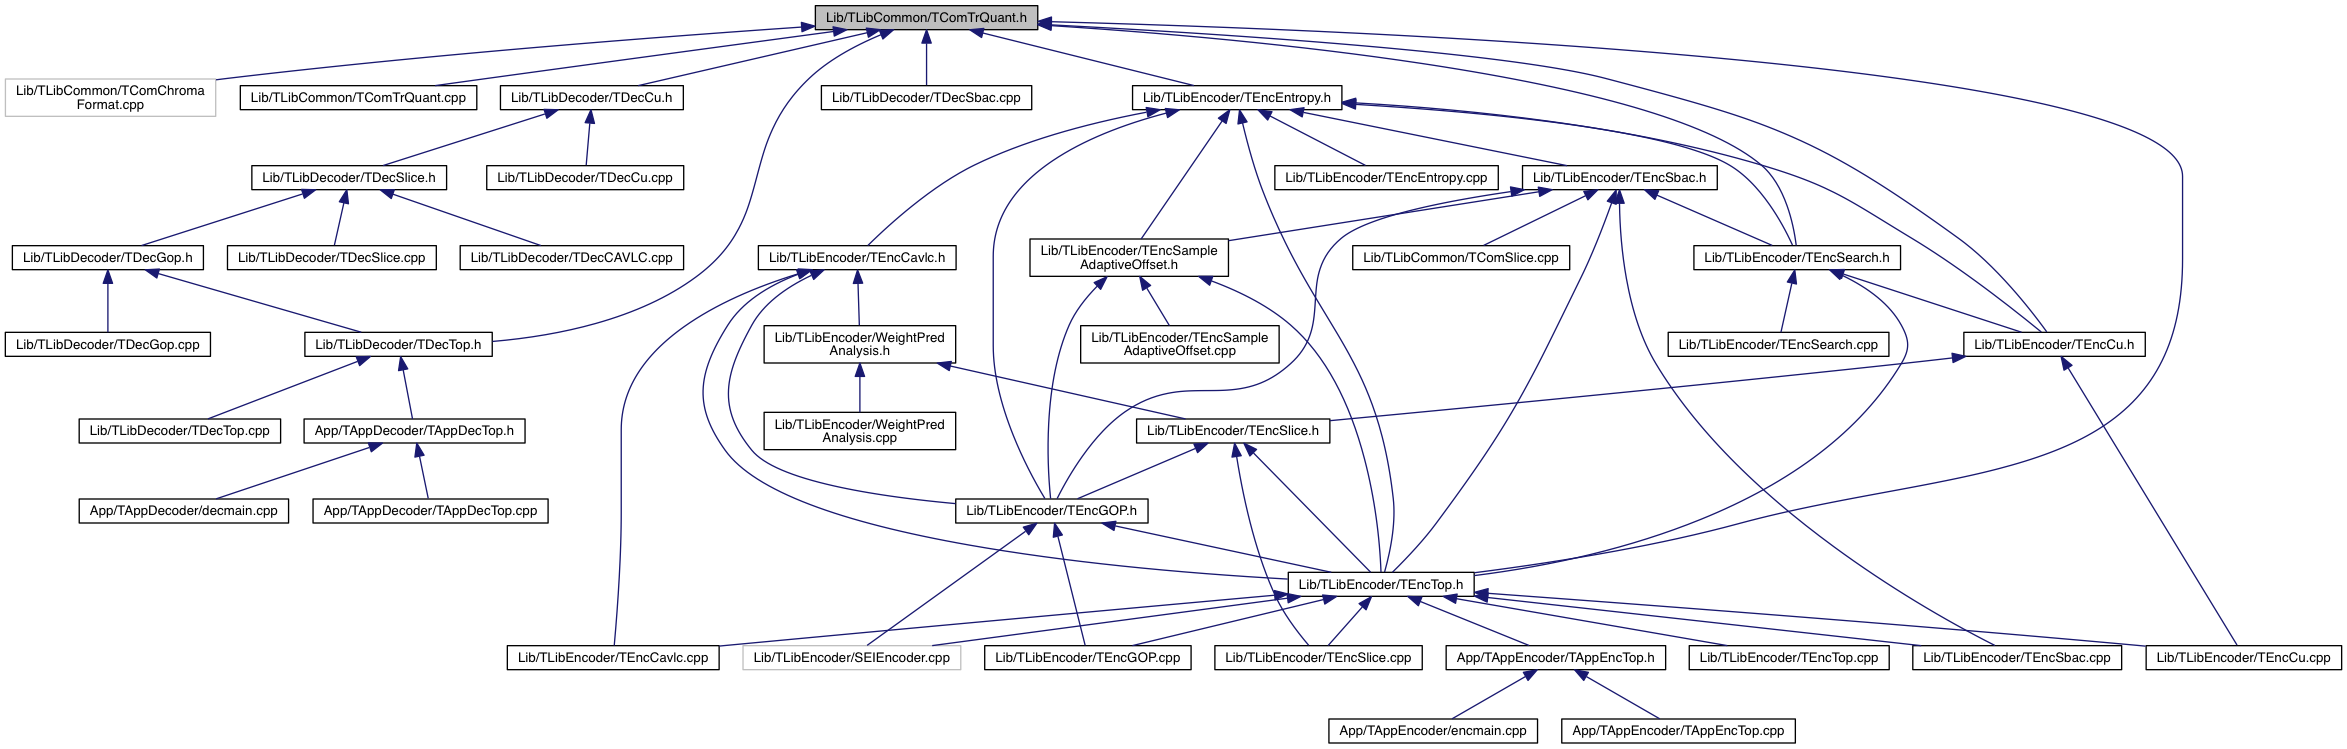 Lib/TLibCommon/TComTrQuant.h
Lib/TLibCommon/TComChroma
Format.cpp
Lib/TLibCommon/TComTrQuant.cpp
Lib/TLibDecoder/TDecCu.h
Lib/TLibDecoder/TDecSbac.cpp
Lib/TLibEncoder/TEncEntropy.h
Lib/TLibDecoder/TDecSlice.h
Lib/TLibDecoder/TDecCu.cpp
Lib/TLibEncoder/TEncEntropy.cpp
Lib/TLibEncoder/TEncSbac.h
Lib/TLibDecoder/TDecGop.h
Lib/TLibDecoder/TDecSlice.cpp
Lib/TLibDecoder/TDecCAVLC.cpp
Lib/TLibEncoder/TEncCavlc.h
Lib/TLibEncoder/TEncSample
AdaptiveOffset.h
Lib/TLibCommon/TComSlice.cpp
Lib/TLibEncoder/TEncSearch.h
Lib/TLibDecoder/TDecGop.cpp
Lib/TLibDecoder/TDecTop.h
Lib/TLibEncoder/WeightPred
Analysis.h
Lib/TLibEncoder/TEncSample
AdaptiveOffset.cpp
Lib/TLibEncoder/TEncSearch.cpp
Lib/TLibEncoder/TEncCu.h
Lib/TLibDecoder/TDecTop.cpp
App/TAppDecoder/TAppDecTop.h
Lib/TLibEncoder/WeightPred
Analysis.cpp
Lib/TLibEncoder/TEncSlice.h
App/TAppDecoder/decmain.cpp
App/TAppDecoder/TAppDecTop.cpp
Lib/TLibEncoder/TEncGOP.h
Lib/TLibEncoder/TEncTop.h
Lib/TLibEncoder/TEncCavlc.cpp
Lib/TLibEncoder/SEIEncoder.cpp
Lib/TLibEncoder/TEncGOP.cpp
Lib/TLibEncoder/TEncSlice.cpp
App/TAppEncoder/TAppEncTop.h
Lib/TLibEncoder/TEncTop.cpp
Lib/TLibEncoder/TEncSbac.cpp
Lib/TLibEncoder/TEncCu.cpp
App/TAppEncoder/encmain.cpp
App/TAppEncoder/TAppEncTop.cpp